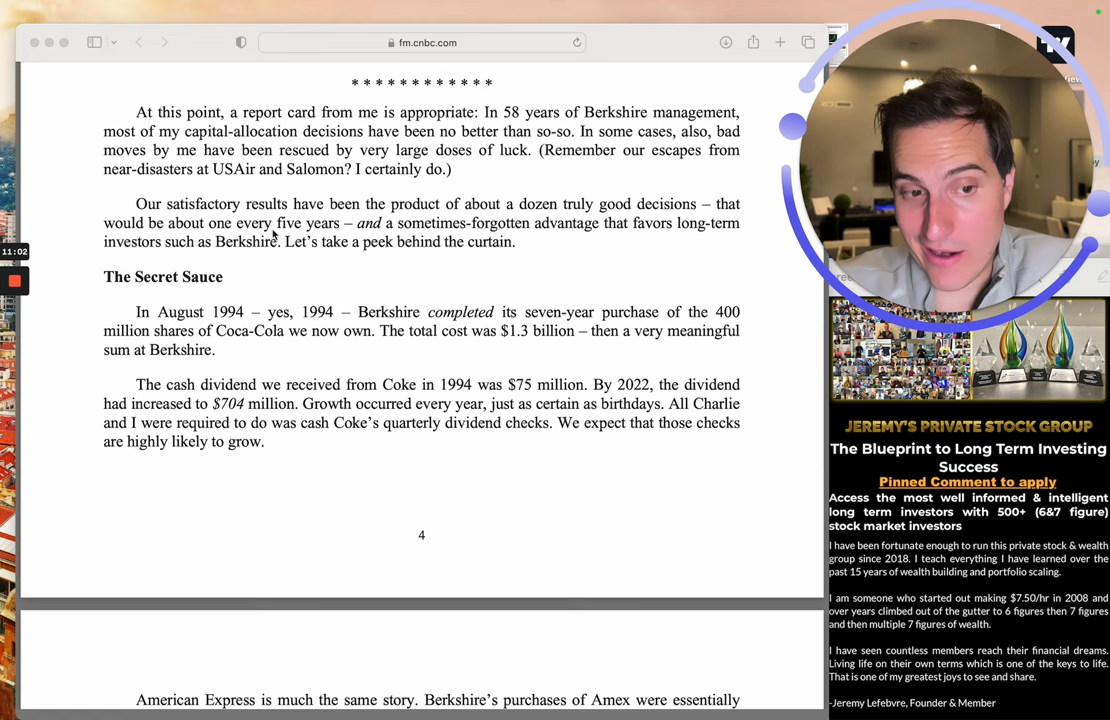 fm.cnbc.com
* * * * * * * * * * * *
At this point, a report card from me is appropriate: In 58 years of Berkshire management,
most of my capital-allocation decisions have been no better than so-so. In some cases, also, bad
moves by me have been rescued by very large doses of luck. (Remember our escapes from
near-disasters at USAir and Salomon? I certainly do.)
Our satisfactory results have been the product of about a dozen truly good decisions – that
would be about one every five years – and a sometimes-forgotten advantage that favors long-term
investors such as Berkshire. Let’s take a peek behind the curtain.
11:02
The Secret Sauce
In August 1994 – yes, 1994 – Berkshire completed its seven-year purchase of the 400
million shares of Coca-Cola we now own. The total cost was $1.3 billion – then a very meaningful
sum at Berkshire.
The cash dividend we received from Coke in 1994 was $75 million. By 2022, the dividend
had increased to $704 million. Growth occurred every year, just as certain as birthdays. All Charlie
and I were required to do was cash Coke’s quarterly dividend checks. We expect that those checks
are highly likely to grow.
4
American Express is much the same story. Berkshire’s purchases of Amex were essentially
JEREMY'S PRIVATE STOCK GROUP
The Blueprint to Long Term Investing
Success
Pinned Comment to apply
Access the most well informed & intelligent
long term investors with 500+ (6&7 figure)
stock market investors
I have been fortunate enough to run this private stock & wealth
group since 2018. I teach everything I have learned over the
past 15 years of wealth building and portfolio scaling.
I am someone who started out making $7.50/hr in 2008 and
over years climbed out of the gutter to 6 figures then 7 figures
and then multiple 7 figures of wealth.
I have seen countless members reach their financial dreams.
Living life on their own terms which is one of the keys to life.
That is one of my greatest joys to see and share.
-Jeremy Lefebvre, Founder & Member